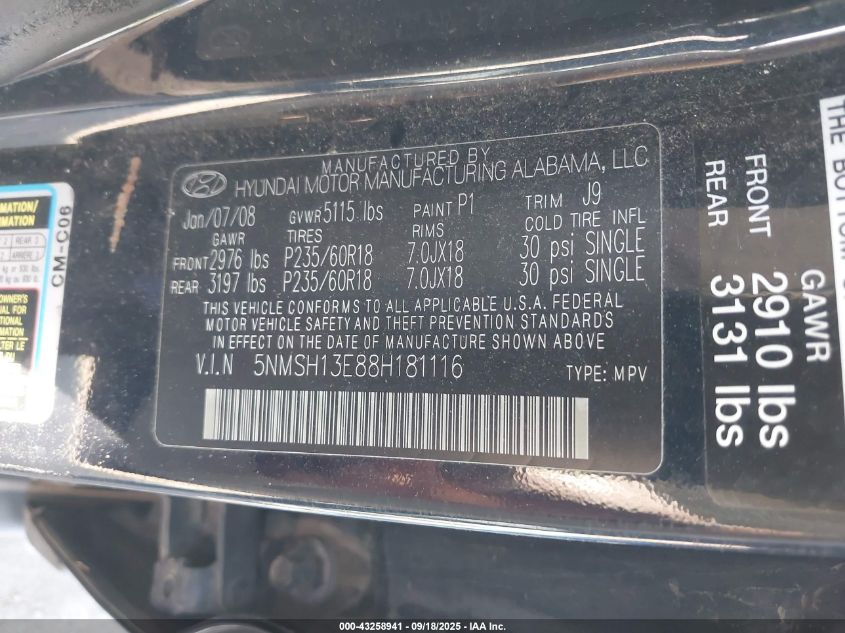 MANUFACTURED BY
HYUNDAI MOTOR MANUFACTURING ALABAMA, LLC
Jan/07/08 GVWR 5115 lbs PAINT P1 TRIM J9
GAWR TIRES RIMS COLD TIRE INFL
FRONT 2976 lbs P235/60R18 7.0JX18 30 psi SINGLE
REAR 3197 lbs P235/60R18 7.0JX18 30 psi SINGLE
THIS VEHICLE CONFORMS TO ALL APPLICABLE U.S.A. FEDERAL
MOTOR VEHICLE SAFETY AND THEFT PREVENTION STANDARDS
IN EFFECT ON THE DATE OF MANUFACTURE SHOWN ABOVE.
V.I.N 5NMSH13E88H181116 TYPE: MPV
GAWR
FRONT 2910 lbs
REAR 3131 lbs
THE BOTTOM
CM-C06
000-43258941 - 09/18/2025 - IAA Inc.